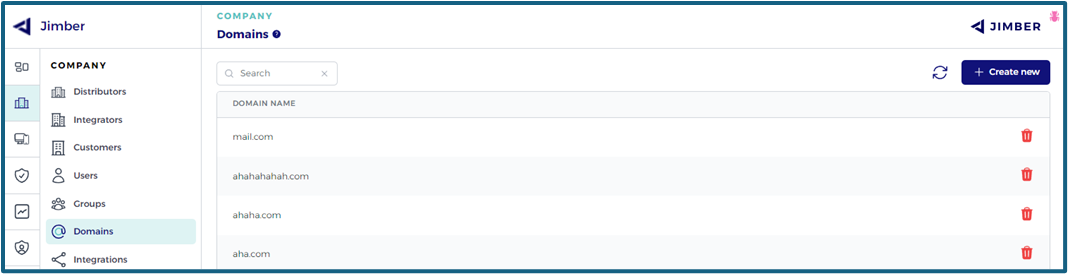 Jimber
COMPANY
Domains ?
JIMBER
COMPANY
Distributors
Integrators
Customers
Users
Groups
Domains
Integrations
Search
Create new
DOMAIN NAME
mail.com
ahahahahah.com
ahaha.com
aha.com